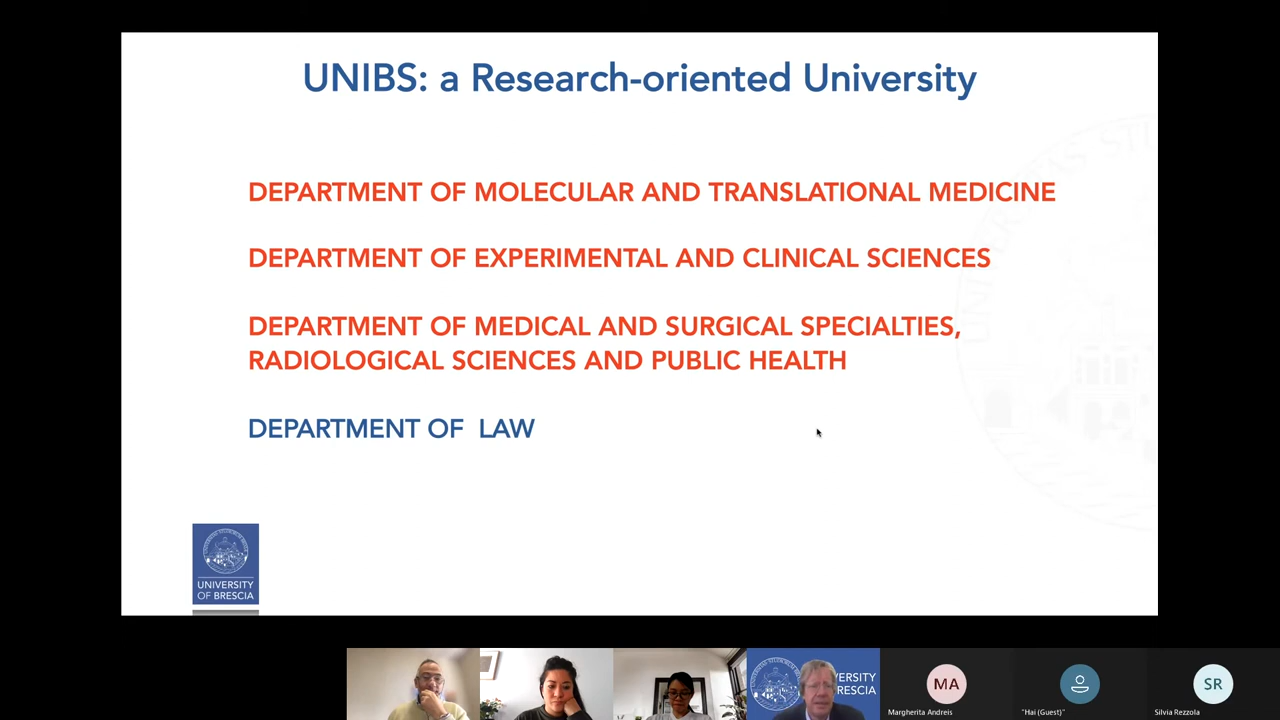 UNIBS: a Research-oriented University
DEPARTMENT OF MOLECULAR AND TRANSLATIONAL MEDICINE
DEPARTMENT OF EXPERIMENTAL AND CLINICAL SCIENCES
DEPARTMENT OF MEDICAL AND SURGICAL SPECIALTIES,
RADIOLOGICAL SCIENCES AND PUBLIC HEALTH
DEPARTMENT OF LAW
UNIVERSITY
OF BRESCIA
MA
SR
Margherita Andreis
"Hai (Guest)"
Silvia Rezzola